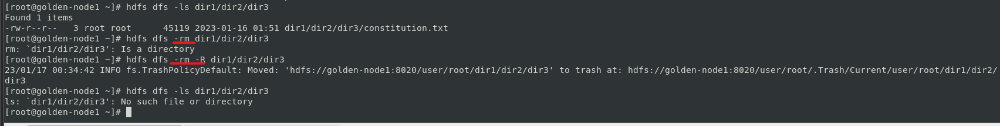 [root@golden-node1 ~]# hdfs dfs -ls dir1/dir2/dir3
Found 1 items
-rw-r--r--   3 root root      45119 2023-01-16 01:51 dir1/dir2/dir3/constitution.txt
[root@golden-node1 ~]# hdfs dfs -rm dir1/dir2/dir3
rm: `dir1/dir2/dir3': Is a directory
[root@golden-node1 ~]# hdfs dfs -rm -R dir1/dir2/dir3
23/01/17 00:34:42 INFO fs.TrashPolicyDefault: Moved: 'hdfs://golden-node1:8020/user/root/dir1/dir2/dir3' to trash at: hdfs://golden-node1:8020/user/root/.Trash/Current/user/root/dir1/dir2/
dir3
[root@golden-node1 ~]# hdfs dfs -ls dir1/dir2/dir3
ls: `dir1/dir2/dir3': No such file or directory
[root@golden-node1 ~]#